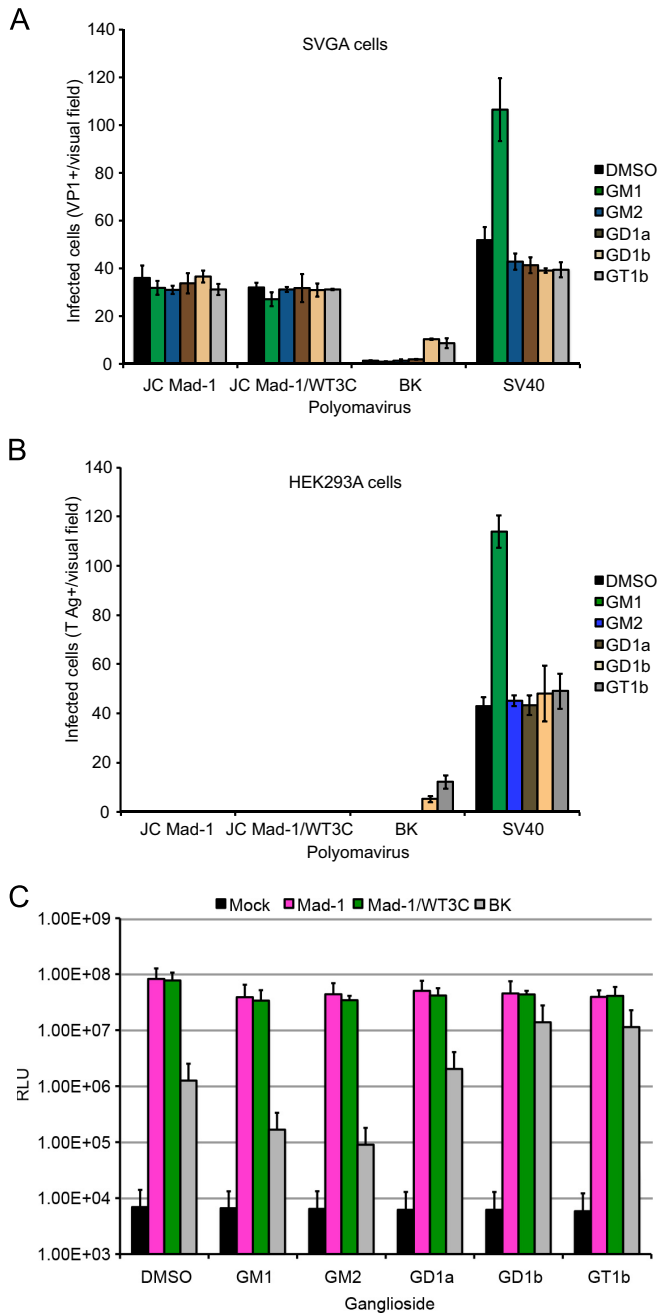 A
SVGA cells
Infected cells (VP1+/visual field)
140
120
100
80
60
40
20
0
JC Mad-1
JC Mad-1/WT3C
BK
SV40
Polyomavirus
DMSO
GM1
GM2
GD1a
GD1b
GT1b
B
HEK293A cells
Infected cells (T Ag+/visual field)
140
120
100
80
60
40
20
0
JC Mad-1
JC Mad-1/WT3C
BK
SV40
Polyomavirus
DMSO
GM1
GM2
GD1a
GD1b
GT1b
C
Mock Mad-1 Mad-1/WT3C BK
RLU
1.00E+09
1.00E+08
1.00E+07
1.00E+06
1.00E+05
1.00E+04
1.00E+03
DMSO
GM1
GM2
GD1a
GD1b
GT1b
Ganglioside